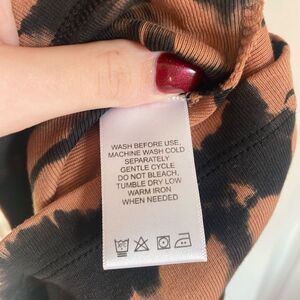 WASH BEFORE USE,
MACHINE WASH COLD
SEPARATELY
GENTLE CYCLE
DO NOT BLEACH,
TUMBLE DRY LOW
WARM IRON
WHEN NEEDED